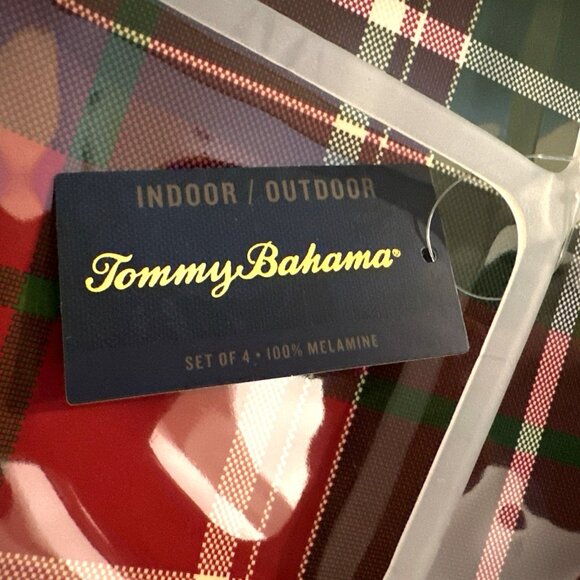 INDOOR / OUTDOOR
Tommy Bahama®
SET OF 4 • 100% MELAMINE